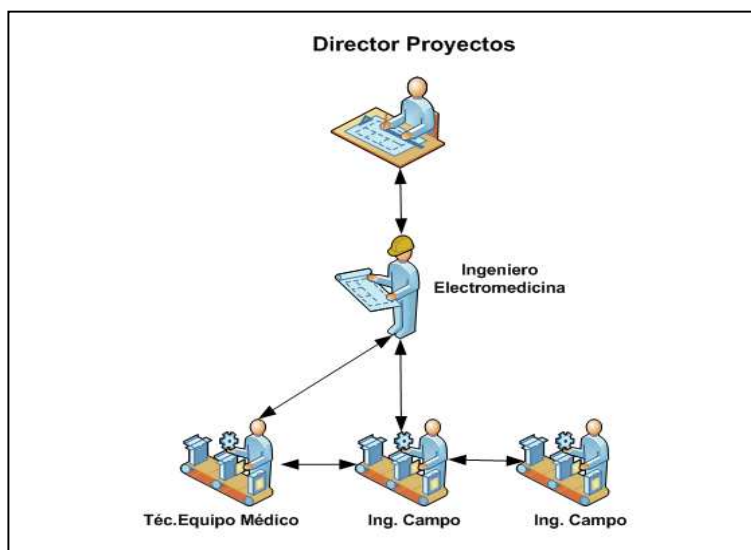 Director Proyectos
Ingeniero
Electromedicina
Téc.Equipo Médico
Ing. Campo
Ing. Campo